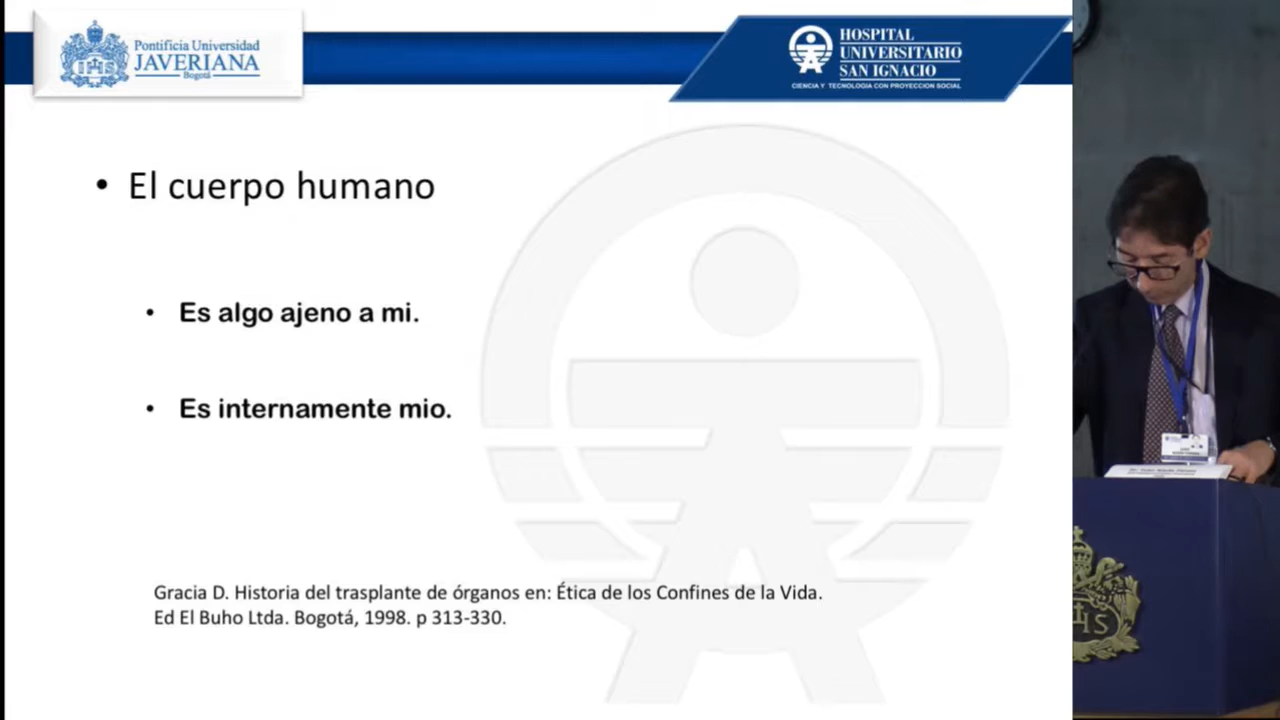 Pontificia Universidad
JAVERIANA
Bogotá
HOSPITAL
UNIVERSITARIO
SAN IGNACIO
CIENCIA Y TECNOLOGIA CON PROYECCION SOCIAL
• El cuerpo humano
• Es algo ajeno a mi.
• Es internamente mio.
Gracia D. Historia del trasplante de órganos en: Ética de los Confines de la Vida.
Ed El Buho Ltda. Bogotá, 1998. p 313-330.